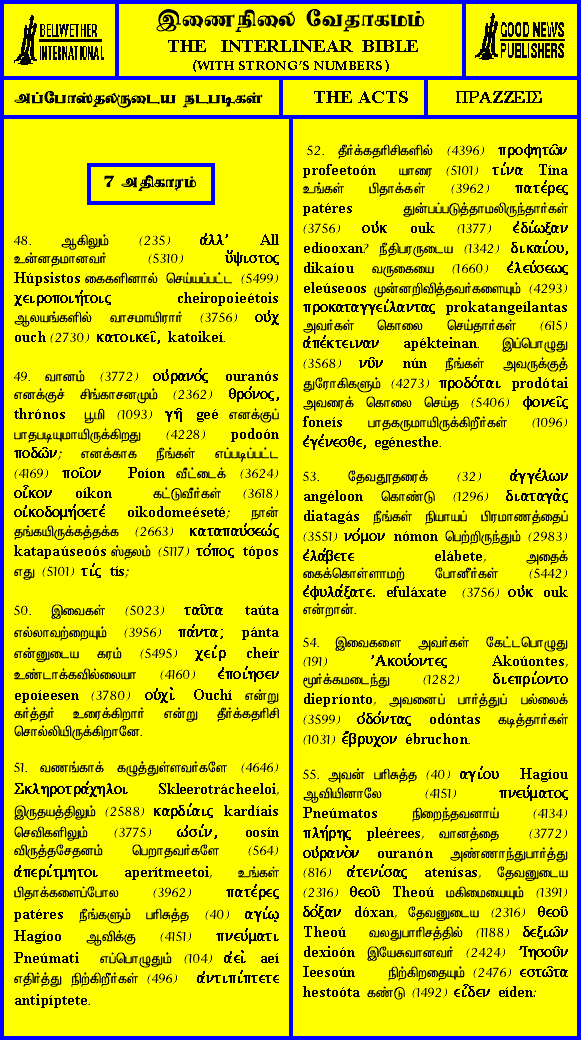 BELLWETHER
INTERNATIONAL
இணைநிலை வேதாகமம்
THE INTERLINEAR BIBLE
(WITH STRONG'S NUMBERS)
GOOD NEWS
PUBLISHERS
அப்போஸ்தலருடைய நடபடிகள்
THE ACTS
ΠΡΑΖΖΕΙΣ
7 அதிகாரம்
48. ஆகிலும் (235) ἀλλ' All
உன்னதமானவர் (5310) ὕψιστος
Húpsistos கைகளினால் செய்யப்பட்ட (5499)
χειροποιήτοις cheiropoieétois
ஆலயங்களில் வாசமாயிரார் (3756) οὐχ
ouch (2730) κατοικεῖ, katoikeí.
49. வானம் (3772) οὐρανός ouranós
எனக்குச் சிங்காசனமும் (2362) θρόνος,
thrónos பூமி (1093) γῆ geé எனக்குப்
பாதபடியுமாயிருக்கிறது (4228) podoón
ποδῶν; எனக்காக நீங்கள் எப்படிப்பட்ட
(4169) ποῖον Poíon வீட்டைக் (3624)
οἶκον oíkon கட்டுவீர்கள் (3618)
οἰκοδομήσετέ oikodomeéseté; நான்
தங்கயிருக்கத்தக்க (2663) καταπαύσεώς
katapaúseoós ஸ்தலம் (5117) τόπος tópos
எது (5101) τίς tís;
50. இவைகள் (5023) ταῦτα taúta
எல்லாவற்றையும் (3956) πάντα; pánta
என்னுடைய கரம் (5495) χείρ cheír
உண்டாக்கவில்லையா (4160) ἐποίησεν
epoíeesen (3780) οὐχὶ Ouchí என்று
கர்த்தர் உரைக்கிறார் என்று தீர்க்கதரிசி
சொல்லியிருக்கிறானே.
51. வணங்காக் கழுத்துள்ளவர்களே (4646)
Σκληροτράχηλοι Skleerotrácheeloi,
இருதயத்திலும் (2588) καρδίαις kardíais
செவிகளிலும் (3775) ὠσίν, oosín
விருத்தசேதனம் பெறாதவர்களே (564)
ἀπερίτμητοι aperítmeetoi, உங்கள்
பிதாக்களைப்போல (3962) πατέρες
patéres நீங்களும் பரிசுத்த (40) ἁγίῳ
Hagíoo ஆவிக்கு (4151) πνεύματι
Pneúmati எப்பொழுதும் (104) ἀεὶ aeí
எதிர்த்து நிற்கிறீர்கள் (496) ἀντιπίπτετε
antipíptete.
52. தீர்க்கதரிசிகளில் (4396) προφητῶν
profeetoón யாரை (5101) τίνα Tína
உங்கள் பிதாக்கள் (3962) πατέρες
patéres துன்பப்படுத்தாமலிருந்தார்கள்
(3756) οὐκ ouk (1377) ἐδίωξαν
edíooxan? நீதிபரருடைய (1342) δικαίου,
dikaíou வருகையை (1660) ἐλεύσεως
eleúseoos முன்னறிவித்தவர்களையும் (4293)
προκαταγγείλαντας prokatangeílantas
அவர்கள் கொலை செய்தார்கள் (615)
ἀπέκτειναν apékteinan. இப்பொழுது
(3568) νῦν nún நீங்கள் அவருக்குத்
துரோகிகளும் (4273) προδόται prodótai
அவரைக் கொலை செய்த (5406) φονεῖς
foneís பாதகருமாயிருக்கிறீர்கள் (1096)
ἐγένεσθε, egénesthe.
53. தேவதூதரைக் (32) ἀγγέλων
angéloon கொண்டு (1296) διαταγὰς
diatagás நீங்கள் நியாயப் பிரமாணத்தைப்
(3551) νόμον nómon பெற்றிருந்தும் (2983)
ἐλάβετε elábete, அதைக்
கைக்கொள்ளாமற் போனீர்கள் (5442)
ἐφυλάξατε. efuláxate (3756) οὐκ ouk
என்றான்.
54. இவைகளை அவர்கள் கேட்டபொழுது
(191) Ἀκούοντες Akoúontes,
மூர்க்கமடைந்து (1282) διεπρίοντο
diepríonto, அவனைப் பார்த்துப் பல்லைக்
(3599) ὀδόντας odóntas கடித்தார்கள்
(1031) ἔβρυχον ébruchon.
55. அவன் பரிசுத்த (40) ἁγίου Hagíou
ஆவியினாலே (4151) πνεύματος
Pneúmatos நிறைந்தவனாய் (4134)
πλήρης pleérees, வானத்தை (3772)
οὐρανὸν ouranón அண்ணாந்துபார்த்து
(816) ἀτενίσας atenísas, தேவனுடைய
(2316) θεοῦ Theoú மகிமையையும் (1391)
δόξαν dóxan, தேவனுடைய (2316) θεοῦ
Theoú வலதுபாரிசத்தில் (1188) δεξιῶν
dexioón இயேசுவானவர் (2424) Ἰησοῦν
Ieesoún நிற்கிறதையும் (2476) ἑστῶτα
hestoóta கண்டு (1492) εἶδεν eíden: